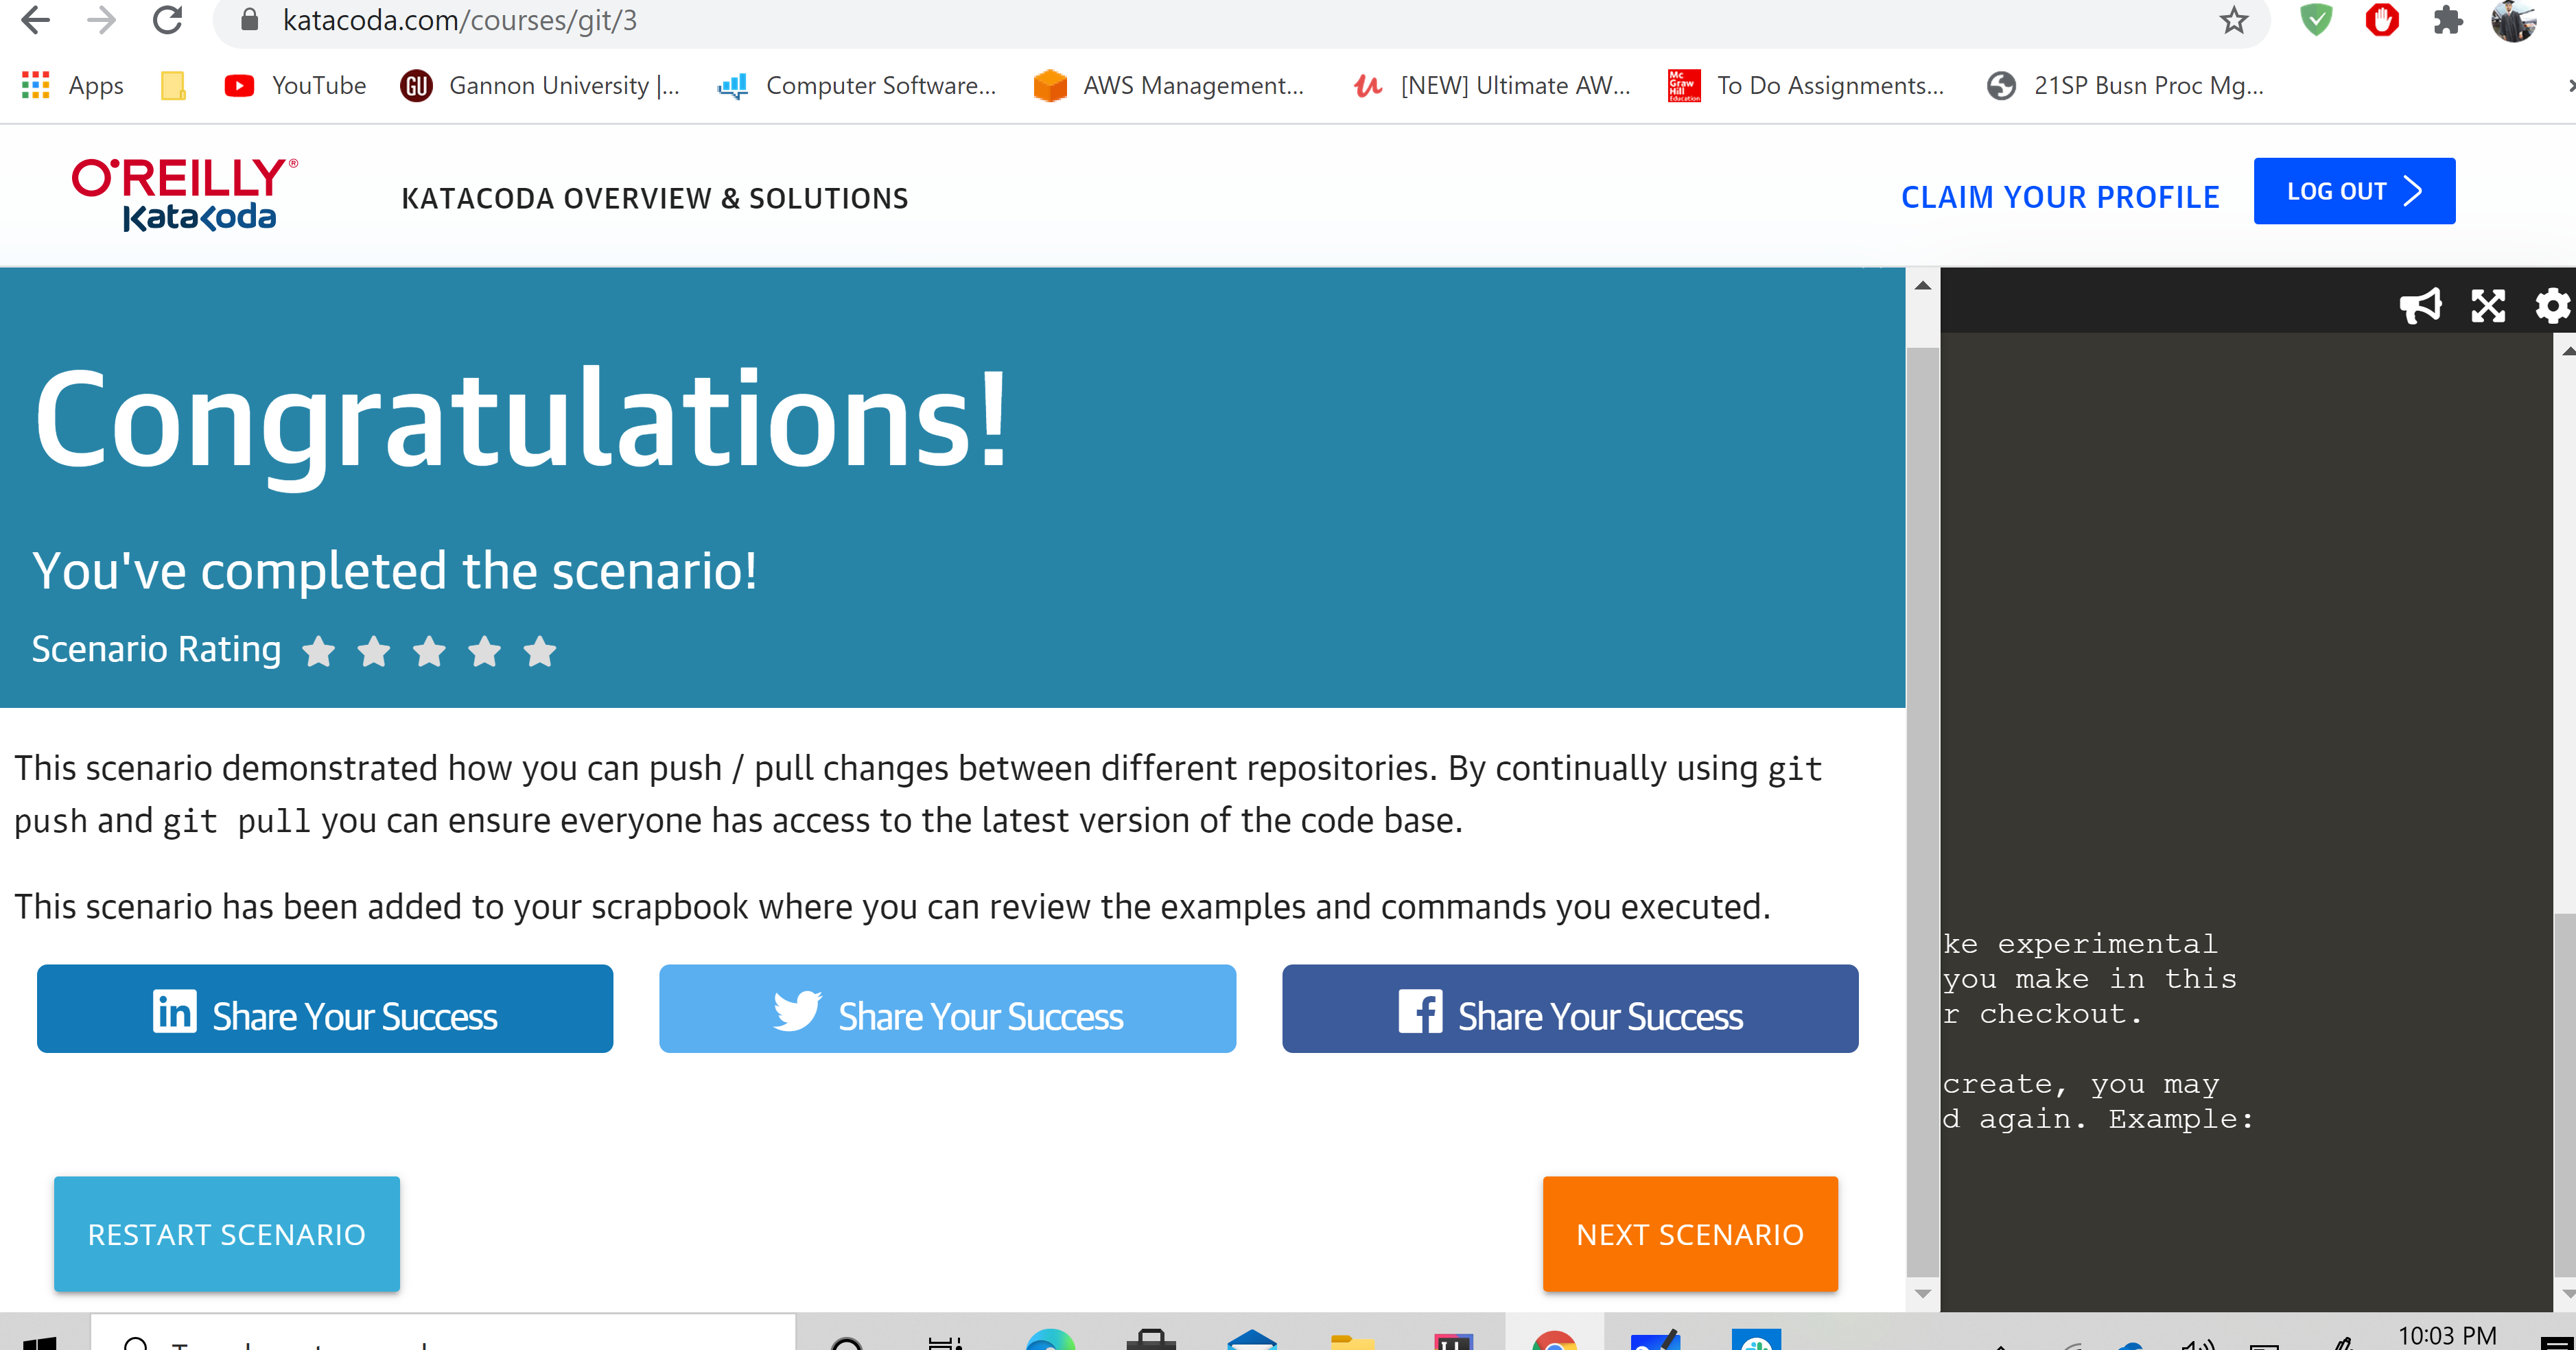 katacoda.com/courses/git/3
Apps YouTube Gannon University |... Computer Software... AWS Management... [NEW] Ultimate AW... To Do Assignments... 21SP Busn Proc Mg...
O'REILLY®
Katacoda
KATACODA OVERVIEW & SOLUTIONS
CLAIM YOUR PROFILE
LOG OUT
Congratulations!
You've completed the scenario!
Scenario Rating
This scenario demonstrated how you can push / pull changes between different repositories. By continually using git
push and git pull you can ensure everyone has access to the latest version of the code base.
This scenario has been added to your scrapbook where you can review the examples and commands you executed.
Share Your Success
Share Your Success
Share Your Success
RESTART SCENARIO
NEXT SCENARIO
ke experimental
you make in this
r checkout.
create, you may
d again. Example:
10:03 PM